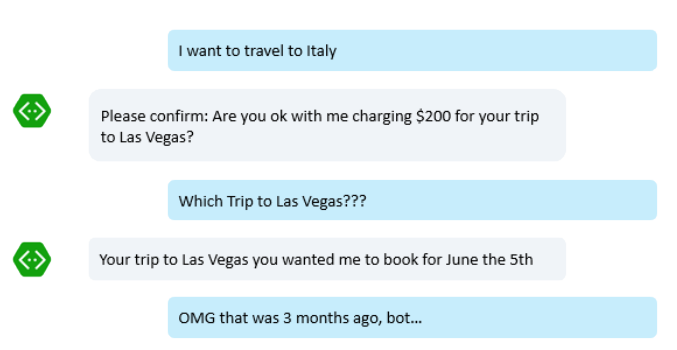 I want to travel to Italy
Please confirm: Are you ok with me charging $200 for your trip
to Las Vegas?
Which Trip to Las Vegas???
Your trip to Las Vegas you wanted me to book for June the 5th
OMG that was 3 months ago, bot...